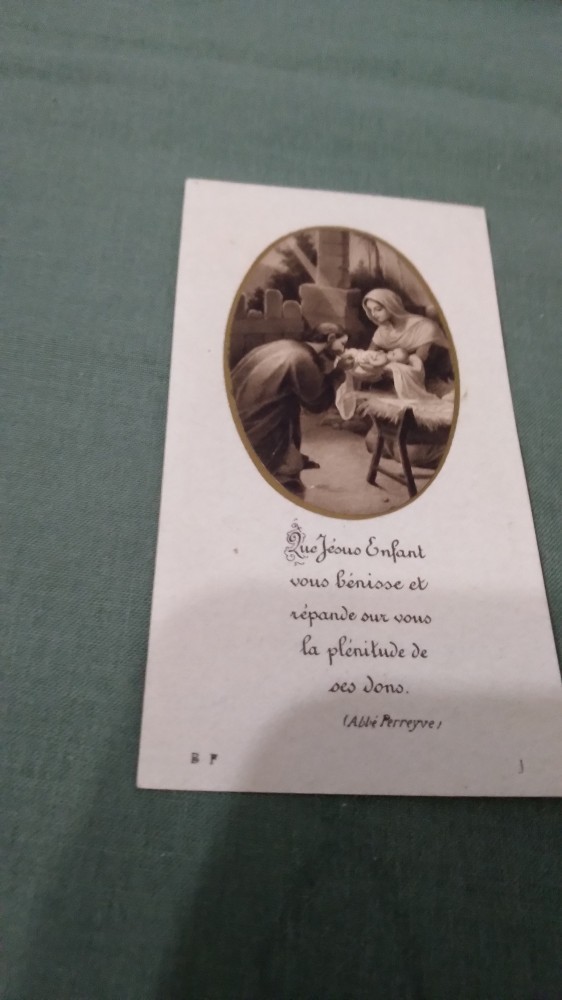 Que Jésus Enfant
vous bénisse et
répande sur vous
la plénitude de
ses dons.
(Abbé Perreyve)
B F
J